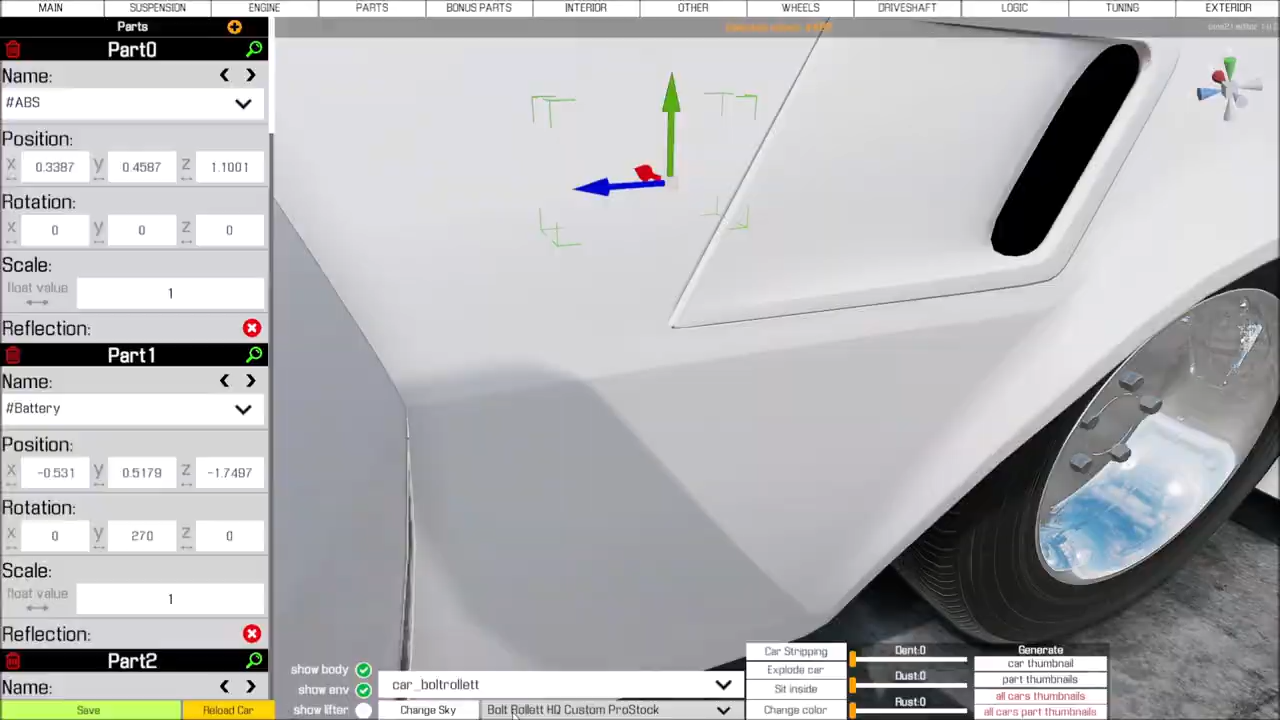 MAIN SUSPENSION ENGINE PARTS BONUS PARTS INTERIOR OTHER WHEELS DRIVESHAFT LOGIC TUNING EXTERIOR
Parts
Part0
Name:
#ABS
Position:
x 0.3387 y 0.4587 z 1.1001
Rotation:
x 0 y 0 z 0
Scale:
float value 1
Reflection:
Part1
Name:
#Battery
Position:
x -0.531 y 0.5179 z -1.7497
Rotation:
x 0 y 270 z 0
Scale:
float value 1
Reflection:
Part2
Name:
Save Reload Car
show body
show env
show lifter
car_boltrollett
Change Sky
Bolt Rollett HQ Custom ProStock
Car Stripping
Explode car
Sit inside
Change color
Dent:0
Dust:0
Rust:0
Generate
car thumbnail
part thumbnails
all cars thumbnails
all cars part thumbnails